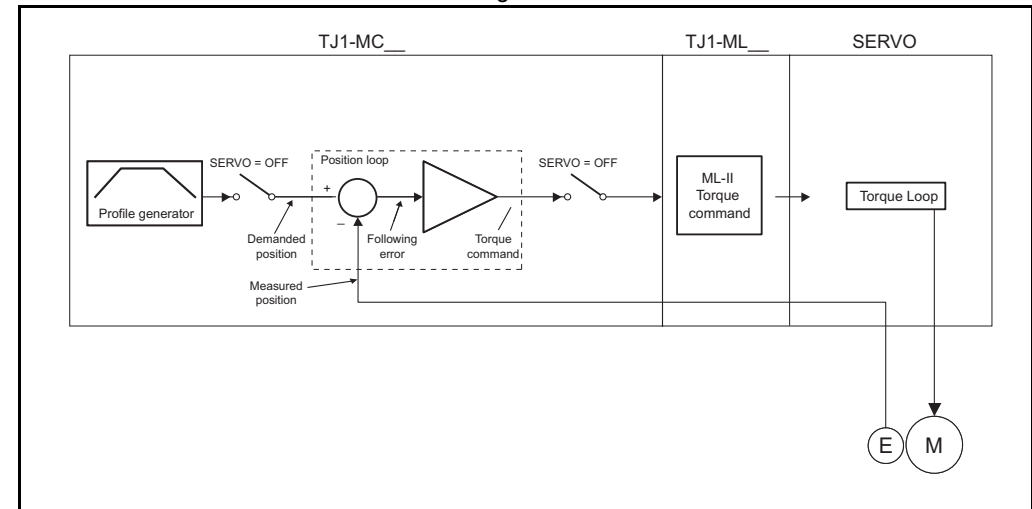 TJ1-MC__
TJ1-ML__
SERVO
SERVO = OFF
Position loop
SERVO = OFF
Profile generator
+
_
Demanded
position
Following
error
Torque
command
Measured
position
ML-II
Torque
command
Torque Loop
E
M